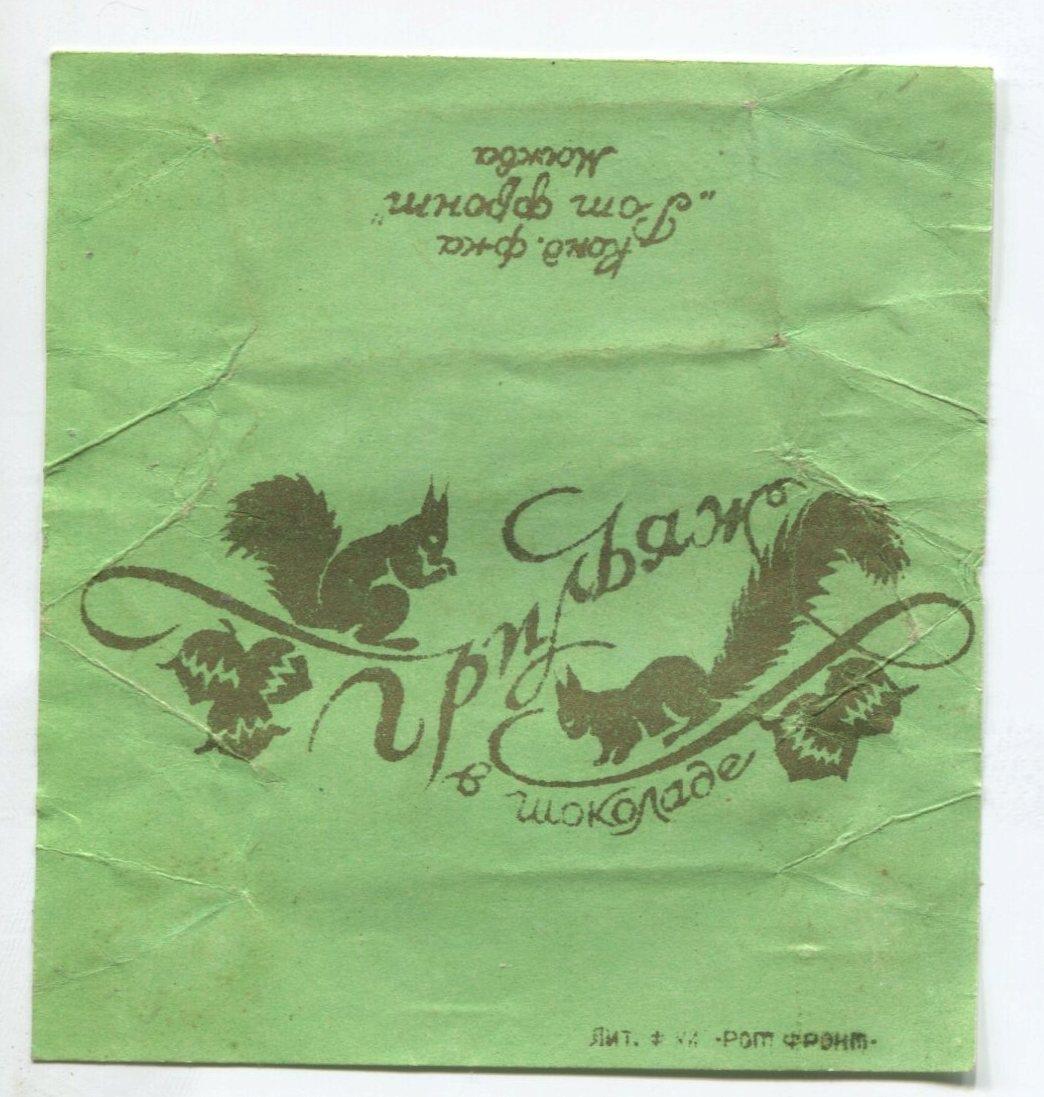 Конд. ф-ка
„Рот фронт"
Москва
Грильяж
в шоколаде
Лит. ф-ки -Рот Фронт-